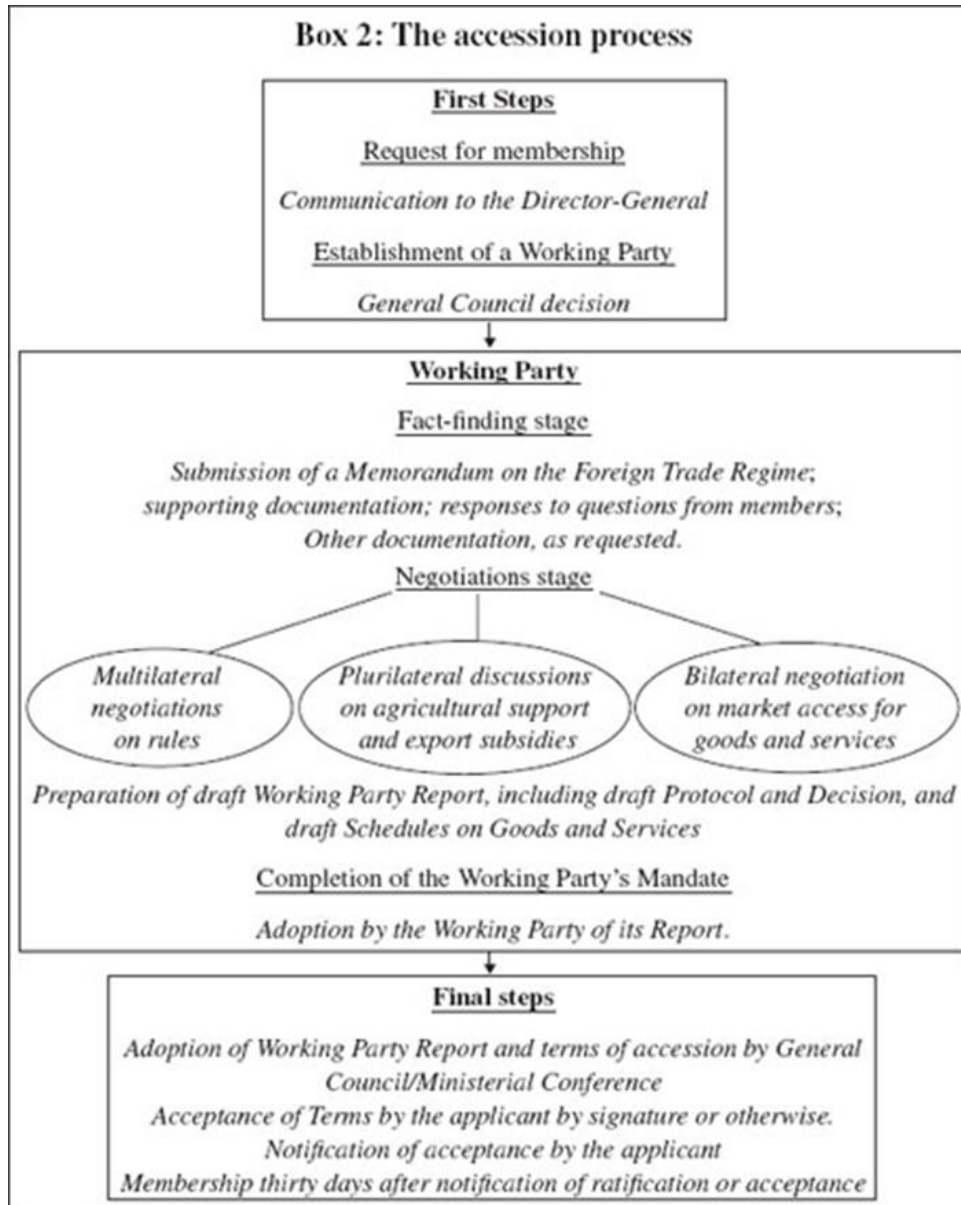 Box 2: The accession process
First Steps
Request for membership
Communication to the Director-General
Establishment of a Working Party
General Council decision
Working Party
Fact-finding stage
Submission of a Memorandum on the Foreign Trade Regime;
supporting documentation; responses to questions from members;
Other documentation, as requested.
Negotiations stage
Multilateral
negotiations
on rules
Plurilateral discussions
on agricultural support
and export subsidies
Bilateral negotiation
on market access for
goods and services
Preparation of draft Working Party Report, including draft Protocol and Decision, and
draft Schedules on Goods and Services
Completion of the Working Party's Mandate
Adoption by the Working Party of its Report.
Final steps
Adoption of Working Party Report and terms of accession by General
Council/Ministerial Conference
Acceptance of Terms by the applicant by signature or otherwise.
Notification of acceptance by the applicant
Membership thirty days after notification of ratification or acceptance